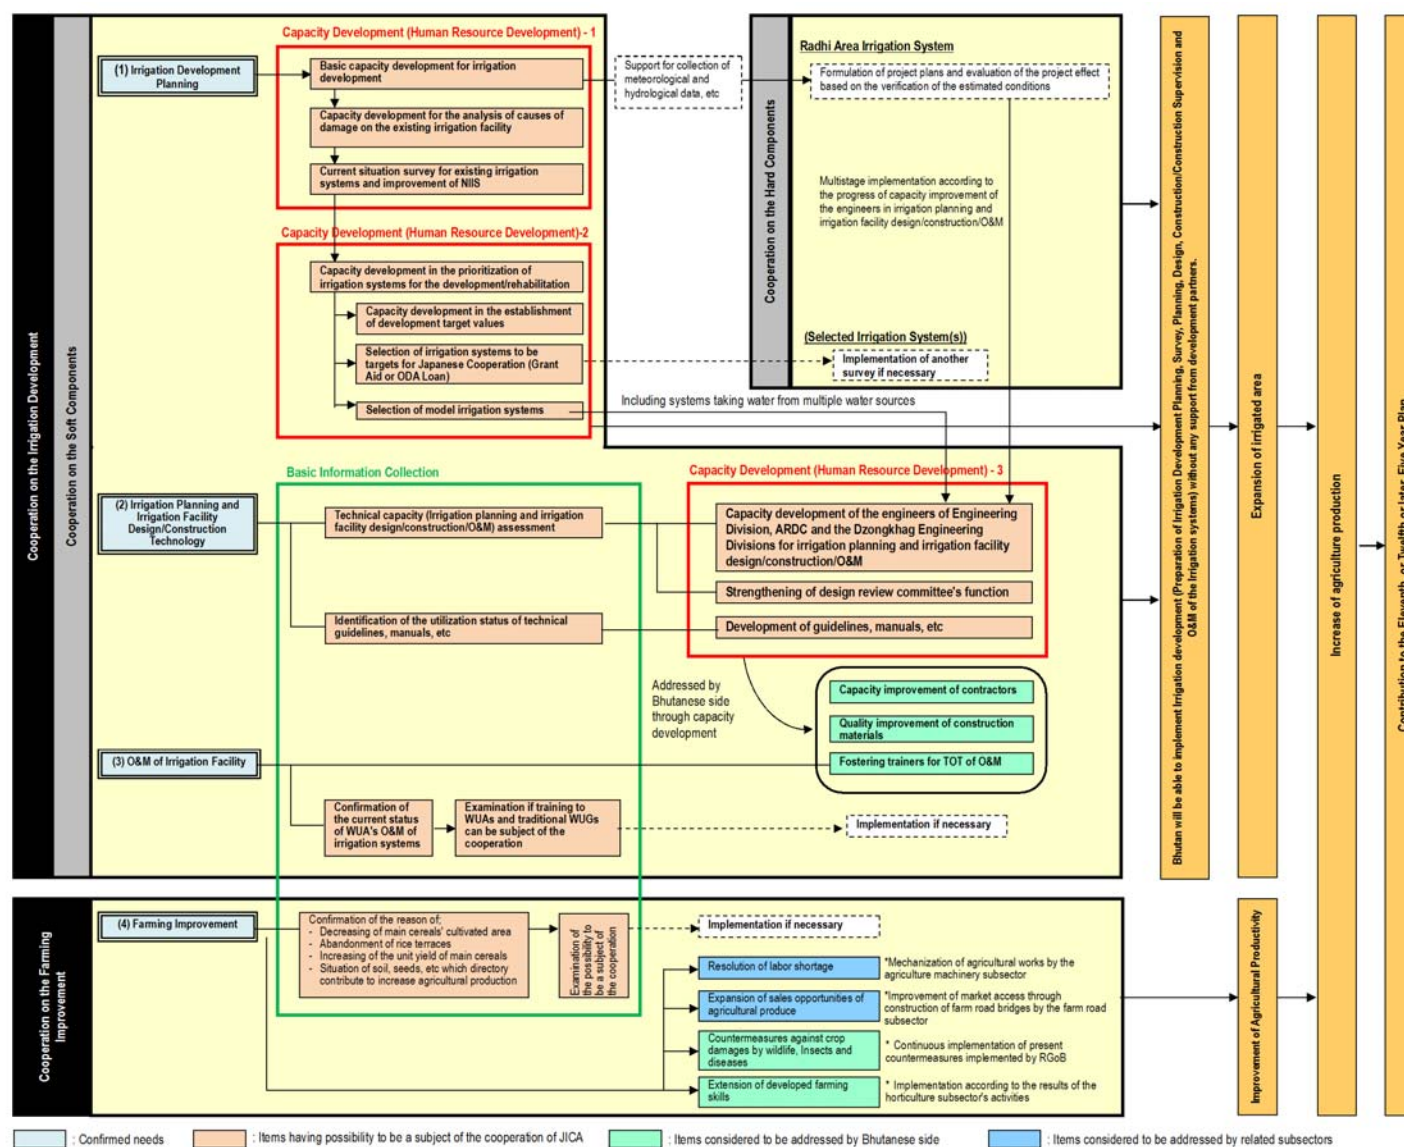 Cooperation on the Irrigation Development
Cooperation on the Soft Components
Capacity Development (Human Resource Development) - 1
(1) Irrigation Development
Planning
Basic capacity development for irrigation
development
Capacity development for the analysis of causes of
damage on the existing irrigation facility
Current situation survey for existing irrigation
systems and improvement of NIIS
Support for collection of
meteorological and
hydrological data, etc
Cooperation on the Hard Components
Radhi Area Irrigation System
Formulation of project plans and evaluation of the project effect
based on the verification of the estimated conditions
Multistage implementation according to
the progress of capacity improvement of
the engineers in irrigation planning and
irrigation facility design/construction/O&M
(Selected Irrigation System(s))
Implementation of another
survey if necessary
Capacity Development (Human Resource Development)-2
Capacity development in the prioritization of
irrigation systems for the development/rehabilitation
Capacity development in the establishment
of development target values
Selection of irrigation systems to be
targets for Japanese Cooperation (Grant
Aid or ODA Loan)
Selection of model irrigation systems
Including systems taking water from multiple water sources
Basic Information Collection
(2) Irrigation Planning and
Irrigation Facility
Design/Construction
Technology
Technical capacity (Irrigation planning and irrigation
facility design/construction/O&M) assessment
Identification of the utilization status of technical
guidelines, manuals, etc
Capacity Development (Human Resource Development) - 3
Capacity development of the engineers of Engineering
Division, ARDC and the Dzongkhag Engineering
Divisions for irrigation planning and irrigation facility
design/construction/O&M
Strengthening of design review committee's function
Development of guidelines, manuals, etc
Addressed by
Bhutanese side
through capacity
development
Capacity improvement of contractors
Quality improvement of construction
materials
Fostering trainers for TOT of O&M
(3) O&M of Irrigation Facility
Confirmation of
the current status
of WUA's O&M of
irrigation systems
Examination if training to
WUAs and traditional WUGs
can be subject of the
cooperation
Implementation if necessary
Cooperation on the Farming
Improvement
(4) Farming Improvement
Confirmation of the reason of;
- Decreasing of main cereals' cultivated area
- Abandonment of rice terraces
- Increasing of the unit yield of main cereals
- Situation of soil, seeds, etc which directory
contribute to increase agricultural production
Examination of
the possibility to
be a subject of
the cooperation
Implementation if necessary
Resolution of labor shortage
*Mechanization of agricultural works by the
agriculture machinery subsector
Expansion of sales opportunities of
agricultural produce
*Improvement of market access through
construction of farm road bridges by the farm road
subsector
Countermeasures against crop
damages by wildlife, Insects and
diseases
* Continuous implementation of present
countermeasures implemented by RGoB
Extension of developed farming
skills
* Implementation according to the results of the
horticulture subsector's activities
Bhutan will be able to implement Irrigation development (Preparation of Irrigation Development Planning, Survey, Planning, Design, Construction/Construction Supervision and
O&M of the Irrigation systems) without any support from development partners.
Expansion of irrigated area
Improvement of Agricultural Productivity
Increase of agriculture production
Contribution to the Eleventh, or Twelfth or later, Five Year Plan
: Confirmed needs
: Items having possibility to be a subject of the cooperation of JICA
: Items considered to be addressed by Bhutanese side
: Items considered to be addressed by related subsectors